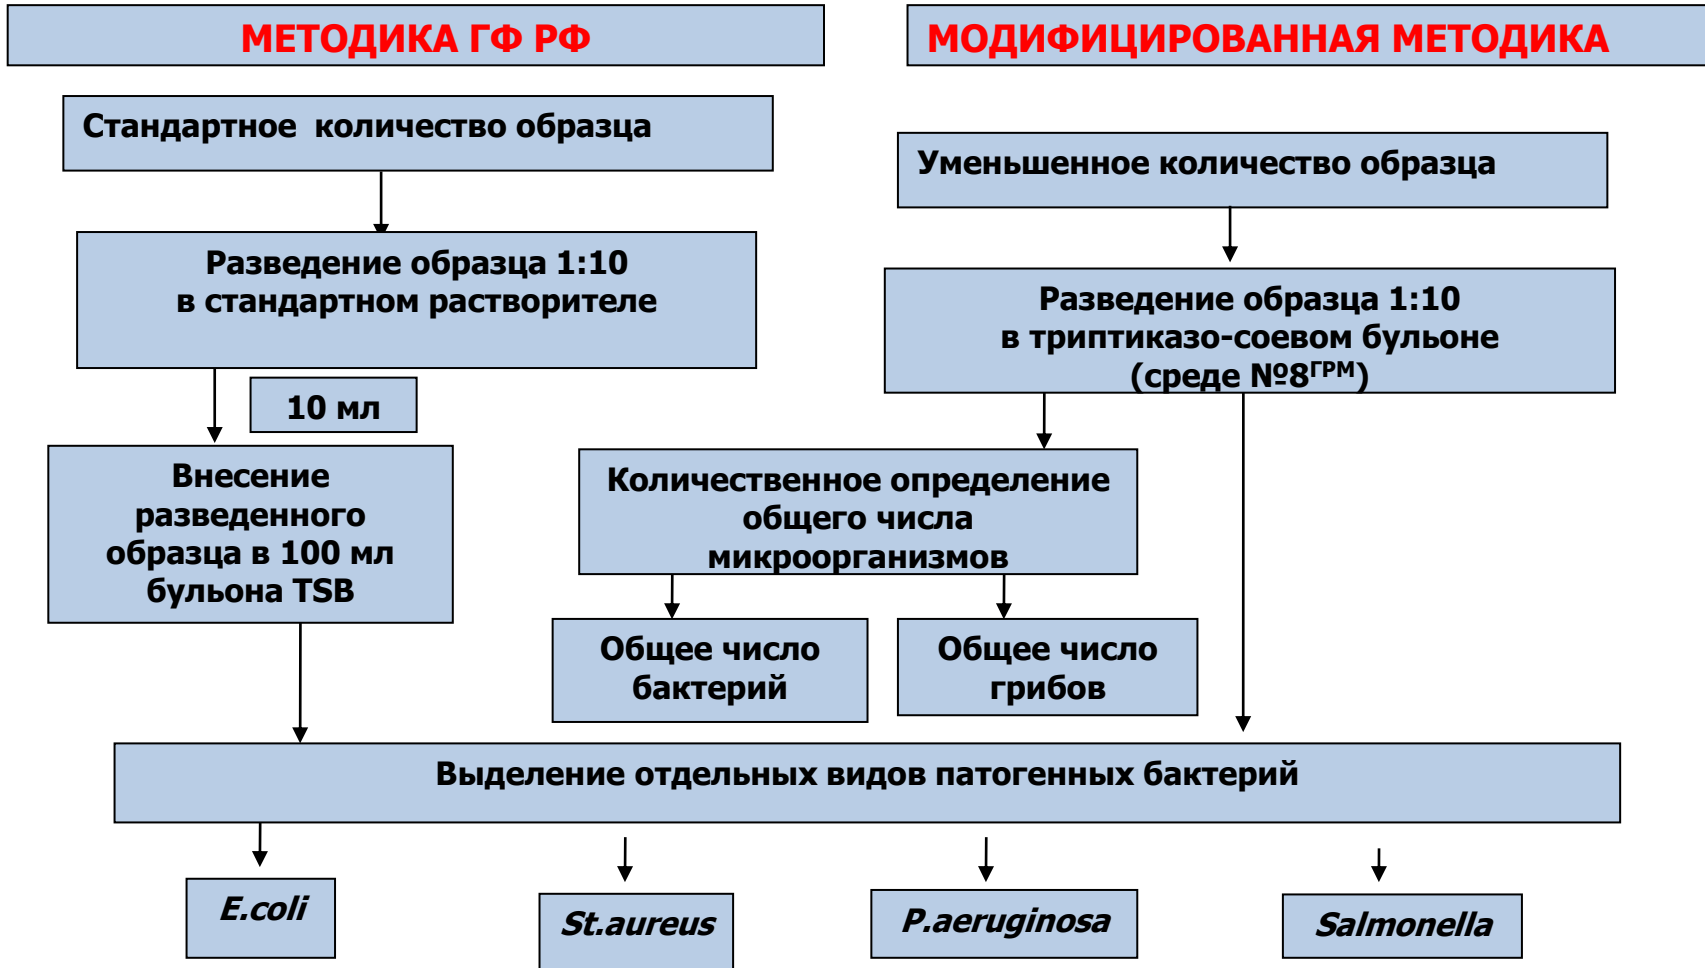 МЕТОДИКА ГФ РФ
МОДИФИЦИРОВАННАЯ МЕТОДИКА
Стандартное количество образца
Уменьшенное количество образца
Разведение образца 1:10
в стандартном растворителе
Разведение образца 1:10
в триптиказо-соевом бульоне
(среде №8ГРМ)
10 мл
Внесение
разведенного
образца в 100 мл
бульона TSB
Количественное определение
общего числа
микроорганизмов
Общее число
бактерий
Общее число
грибов
Выделение отдельных видов патогенных бактерий
E.coli
St.aureus
P.aeruginosa
Salmonella